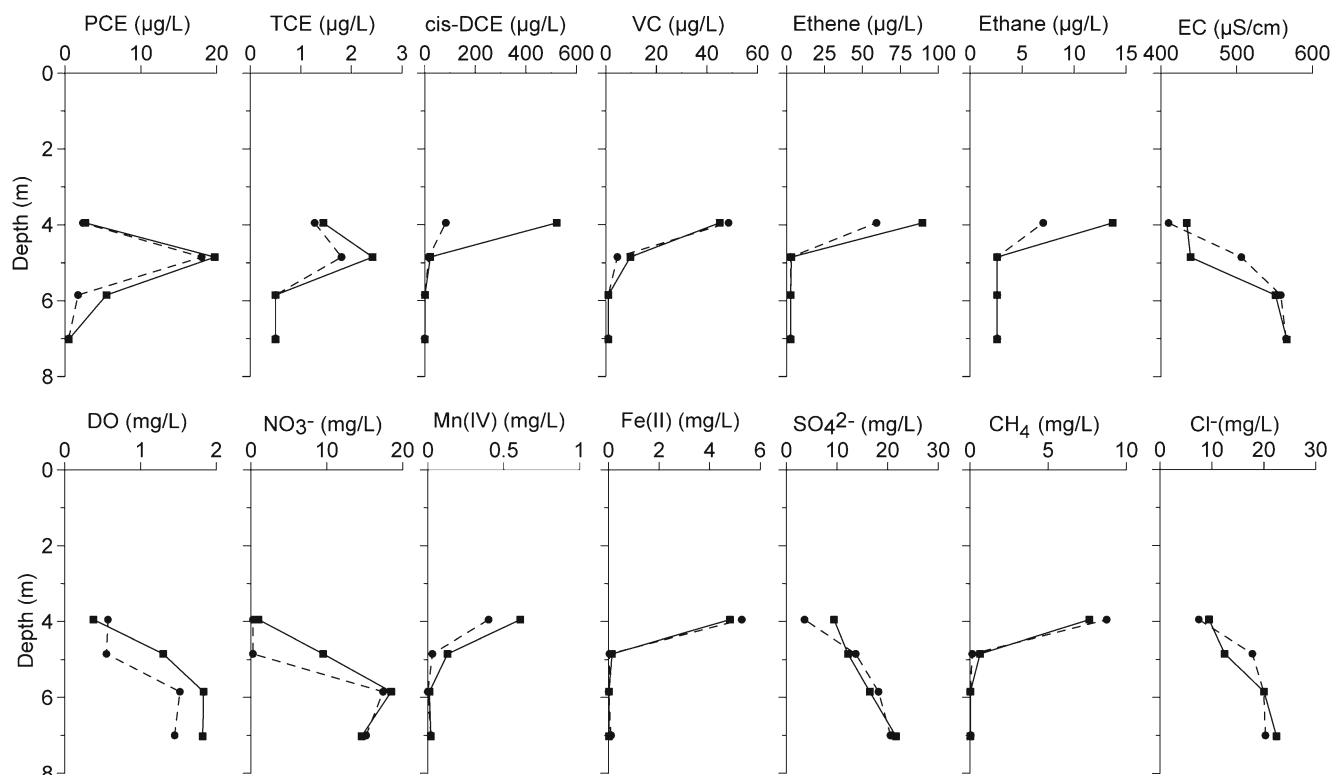 PCE (µg/L) TCE (µg/L) cis-DCE (µg/L) VC (µg/L) Ethene (µg/L) Ethane (µg/L) EC (µS/cm)
0 10 20 0 1 2 3 0 200 400 600 0 20 40 60 0 25 50 75 100 0 5 10 15 400 500 600
0
2
4
6
8
Depth (m)
DO (mg/L) NO3- (mg/L) Mn(IV) (mg/L) Fe(II) (mg/L) SO42- (mg/L) CH4 (mg/L) Cl-(mg/L)
0 1 2 0 10 20 0 0.5 1 0 2 4 6 0 10 20 30 0 5 10 0 10 20 30
0
2
4
6
8
Depth (m)